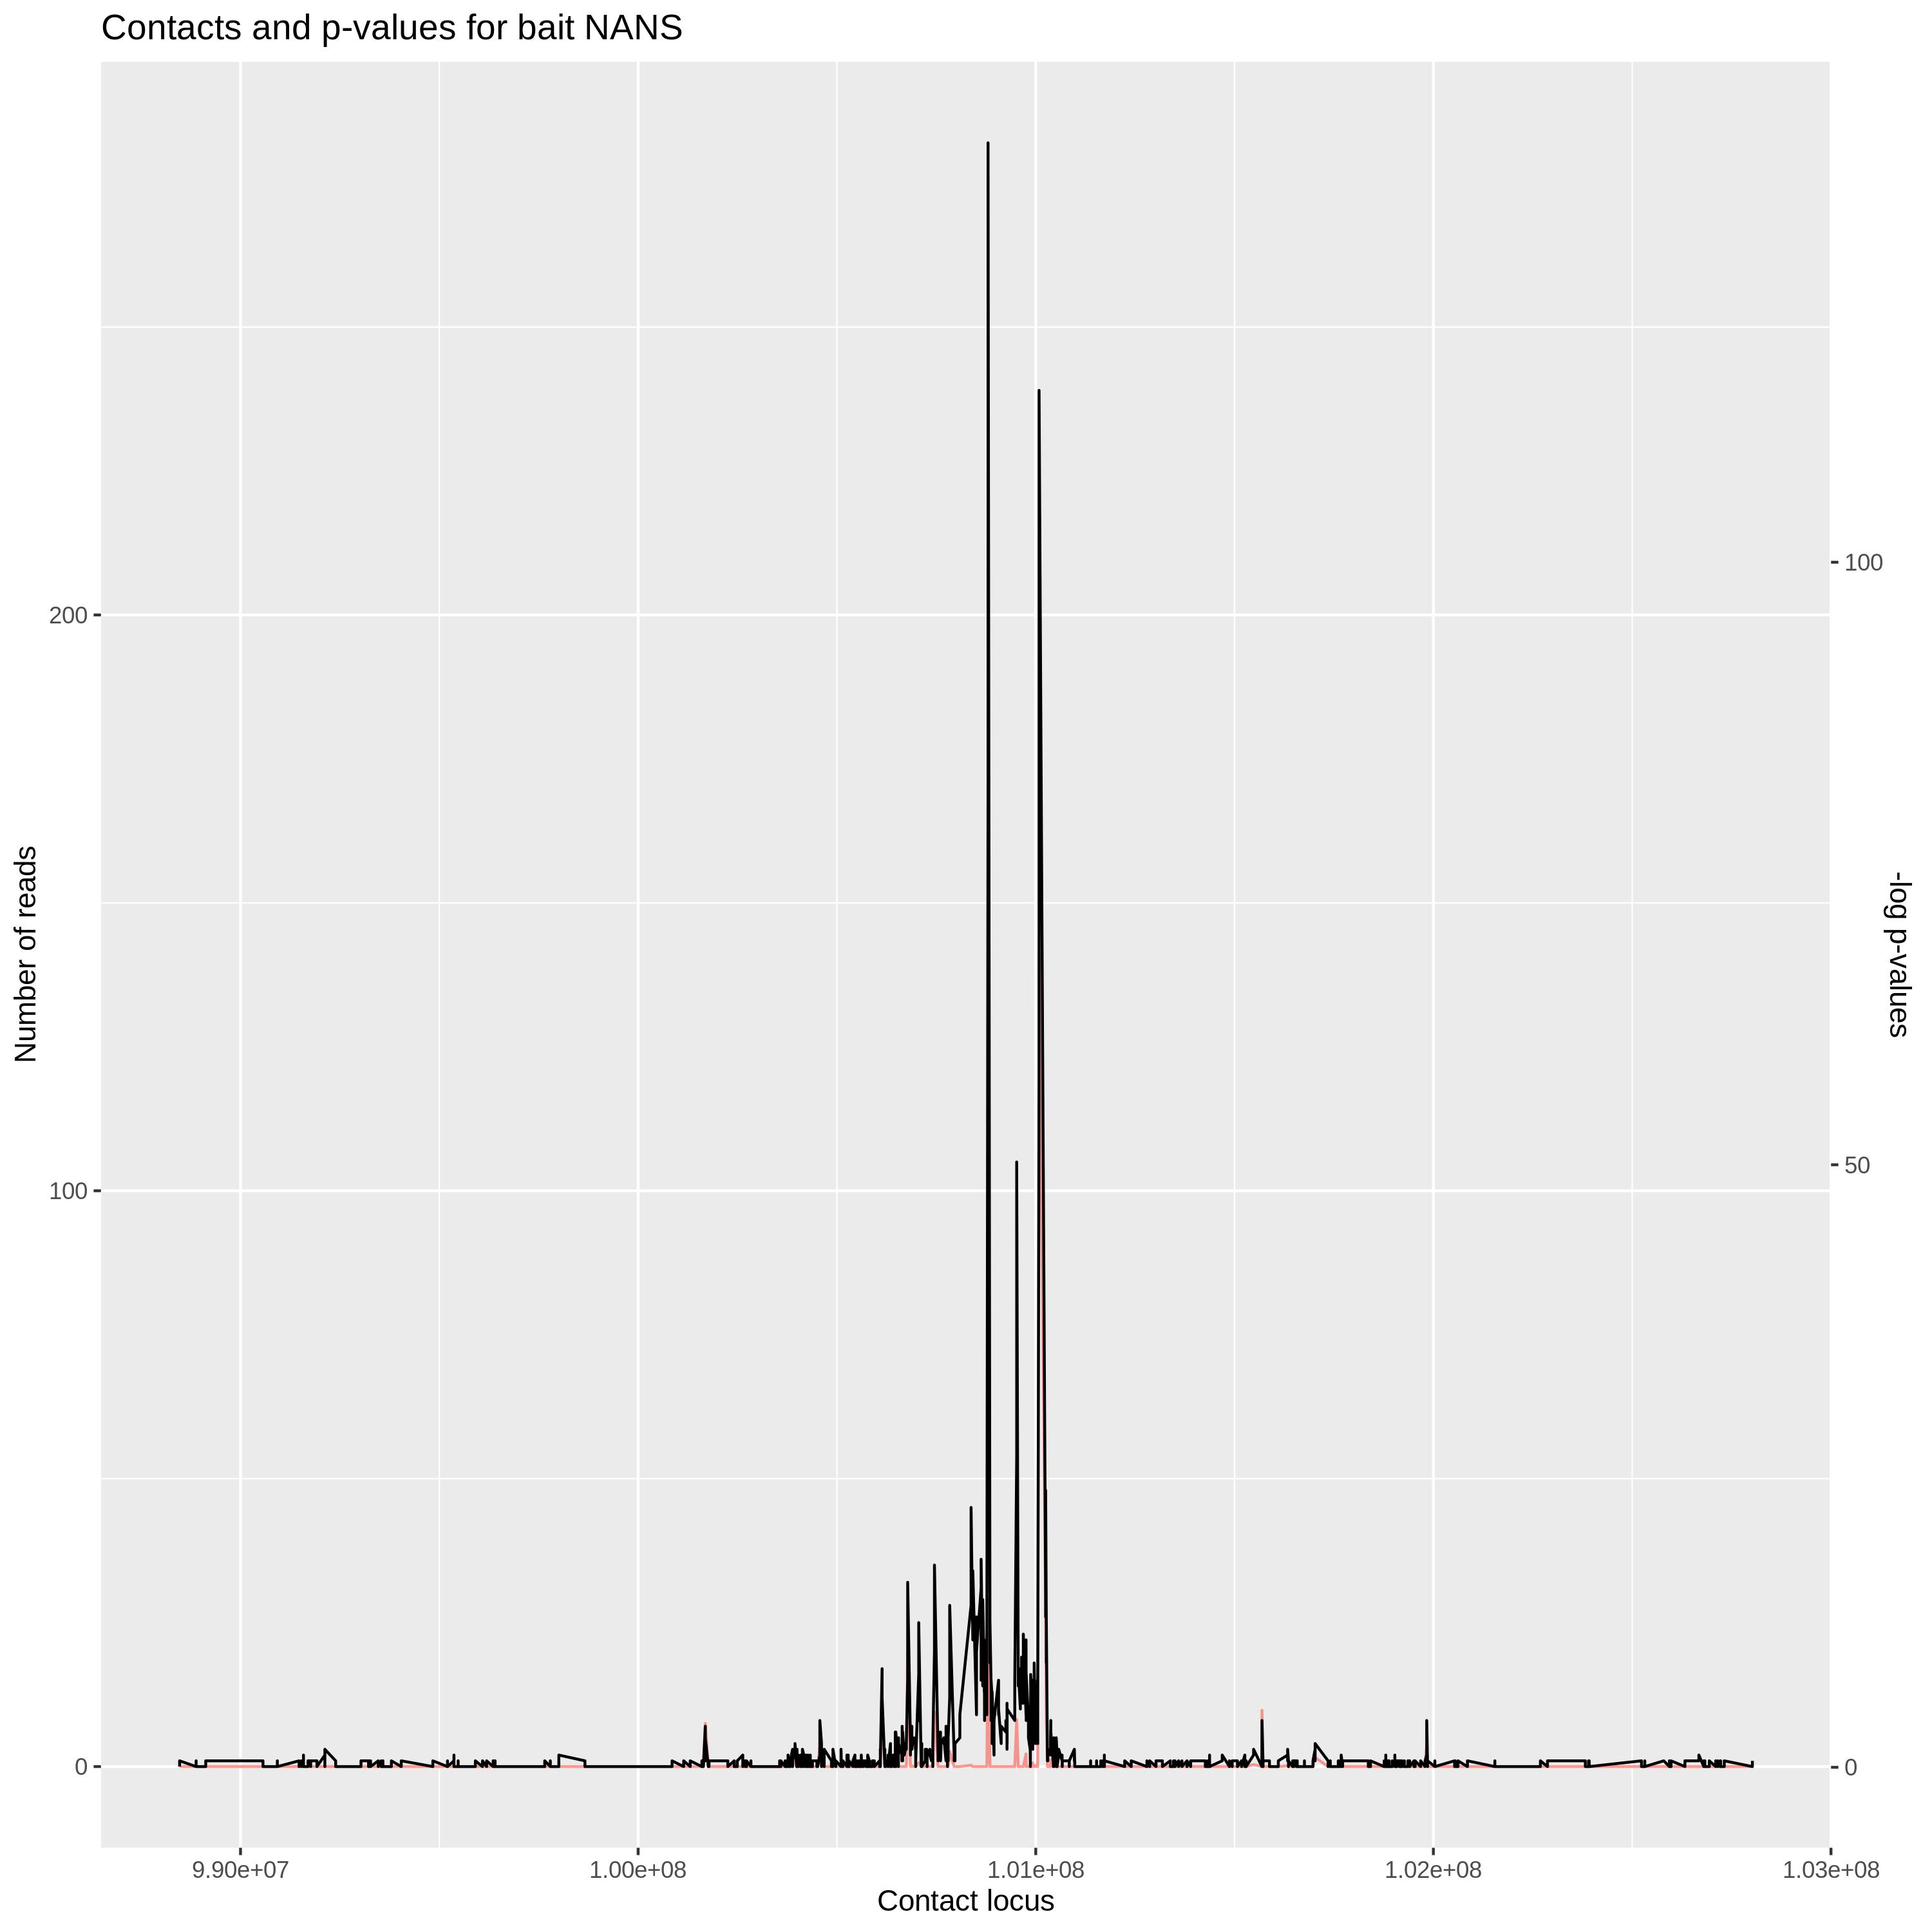 Contacts and p-values for bait NANS
Number of reads
200
100
0
-log p-values
100
50
0
9.90e+07
1.00e+08
1.01e+08
1.02e+08
1.03e+08
Contact locus